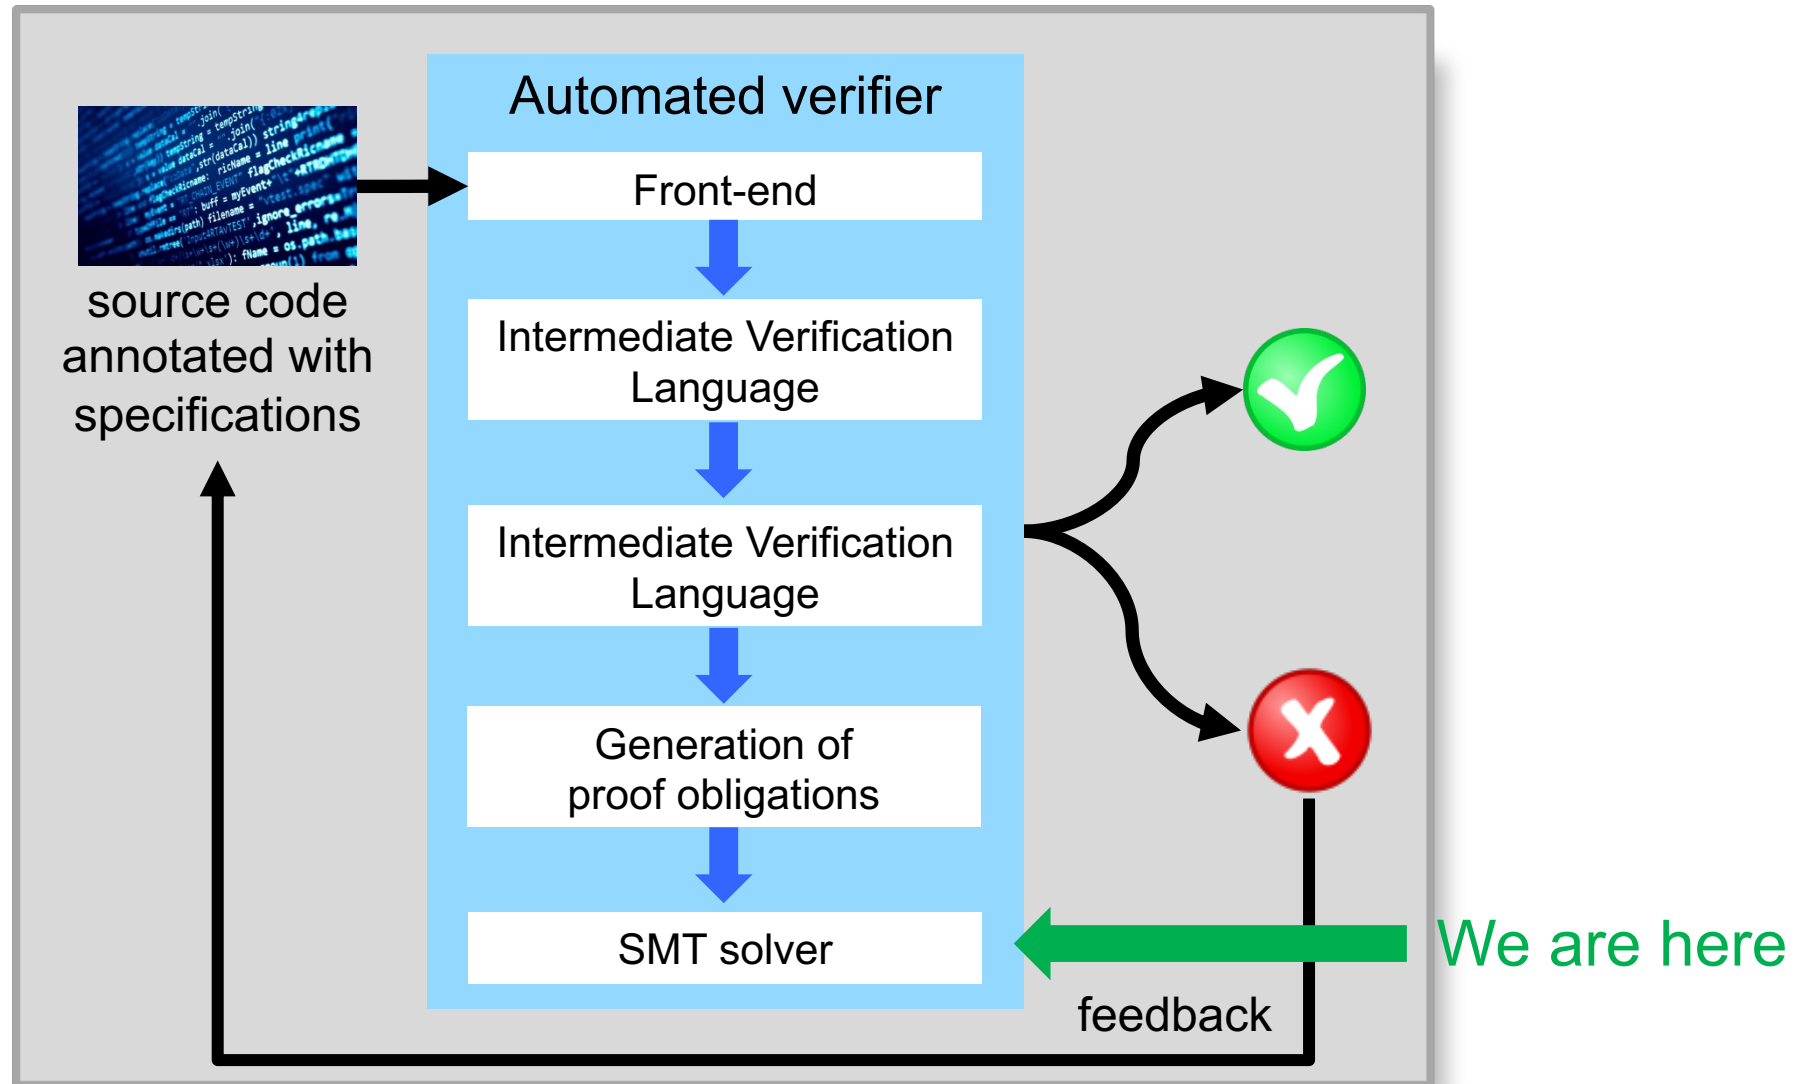 Automated verifier
Front-end
source code
annotated with
specifications
Intermediate Verification
Language
Intermediate Verification
Language
Generation of
proof obligations
SMT solver
We are here
feedback